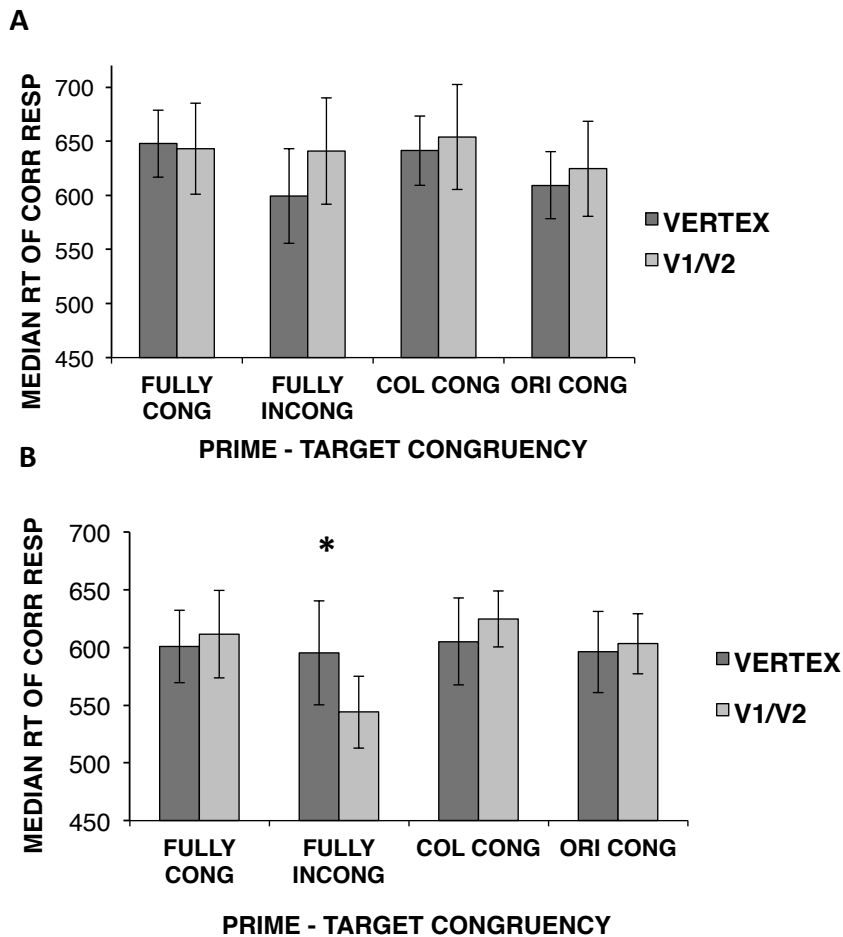 A
MEDIAN RT OF CORR RESP
700
650
600
550
500
450
FULLY CONG
FULLY INCONG
COL CONG
ORI CONG
PRIME - TARGET CONGRUENCY
VERTEX
V1/V2
B
MEDIAN RT OF CORR RESP
700
650
600
550
500
450
*
FULLY CONG
FULLY INCONG
COL CONG
ORI CONG
PRIME - TARGET CONGRUENCY
VERTEX
V1/V2